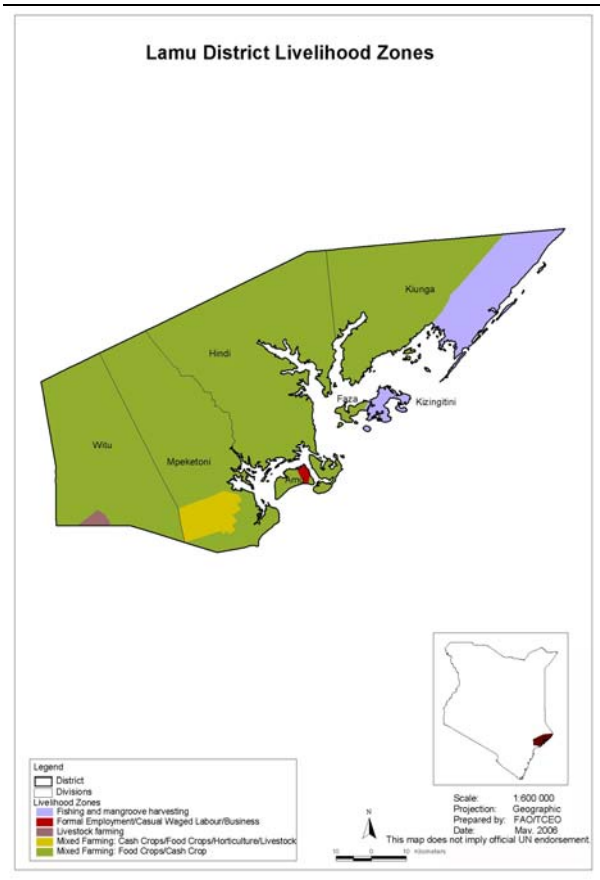 Lamu District Livelihood Zones
Kiunga
Hindi
Faza
Kizingitini
Witu
Mpeketoni
Legend
District
Divisions
Livelihood Zones
Fishing and mangroove harvesting
Formal Employment/Casual Waged Labour/Business
Livestock farming
Mixed Farming: Cash Crops/Food Crops/Horticulture/Livestock
Mixed Farming: Food Crops/Cash Crop
N
10 0 10 Kilometers
Scale: 1:600 000
Projection: Geographic
Prepared by: FAO/TCEO
Date: May, 2006
This map does not imply official UN endorsement.